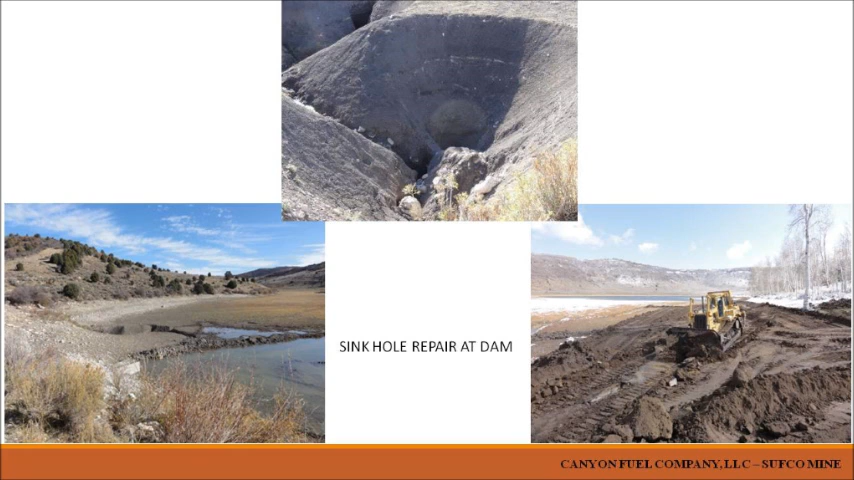 SINK HOLE REPAIR AT DAM
CANYON FUEL COMPANY, LLC – SUFCO MINE